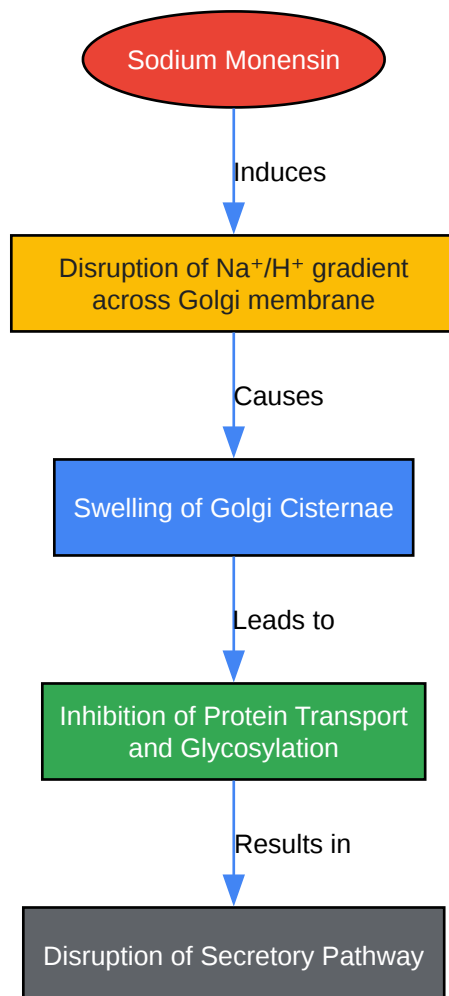 Sodium Monensin
Induces
Disruption of Na⁺/H⁺ gradient
across Golgi membrane
Causes
Swelling of Golgi Cisternae
Leads to
Inhibition of Protein Transport
and Glycosylation
Results in
Disruption of Secretory Pathway